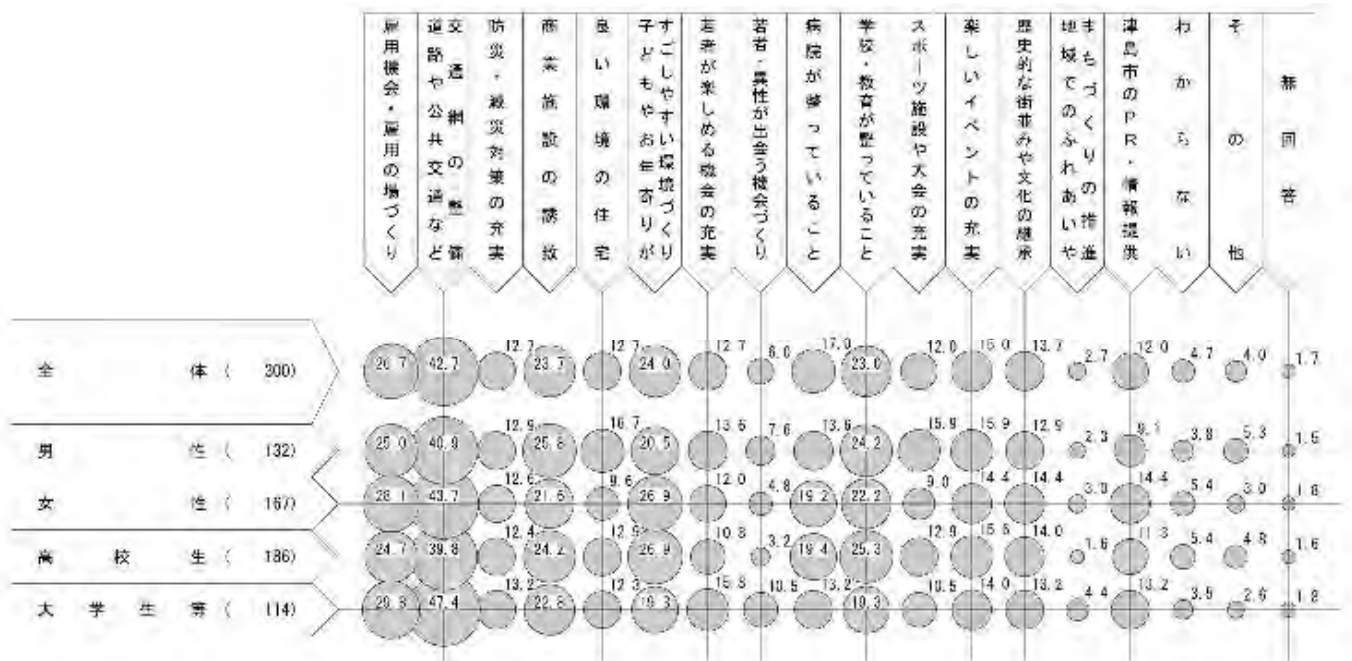 雇用機会・雇用の場づくり
交通網の整備
道路や公共交通など
防災・減災対策の充実
商業施設の誘致
良い環境の住宅
すごしやすい環境づくり
子どもやお年寄りが
若者が楽しめる機会の充実
若者・異性が出会う機会づくり
病院が整っていること
学校・教育が整っていること
スポーツ施設や大会の充実
楽しいイベントの充実
歴史的な街並みや文化の継承
まちづくりの推進
地域でのふれあいや
津島市のPR・情報提供
わからない
その他
無回答
全体( 300) 26.7 42.7 12.7 23.7 12.7 24.0 12.7 6.0 17.0 23.0 12.0 15.0 13.7 2.7 12.0 4.7 4.0 1.7
男性( 132) 25.0 40.9 12.9 25.8 16.7 20.5 13.6 7.6 13.6 24.2 15.9 15.9 12.9 2.3 9.1 3.8 5.3 1.5
女性( 167) 28.1 43.7 12.6 21.6 9.6 26.9 12.0 4.8 19.2 22.2 9.0 14.4 14.4 3.0 14.4 5.4 3.0 1.8
高校生( 186) 24.7 39.8 12.4 24.2 12.9 26.9 10.8 3.2 19.4 25.3 12.9 15.6 14.0 1.6 11.3 5.4 4.8 1.6
大学生等( 114) 29.8 47.4 13.2 22.8 12.3 19.3 15.8 10.5 13.2 19.3 10.5 14.0 13.2 4.4 13.2 3.5 2.6 1.8